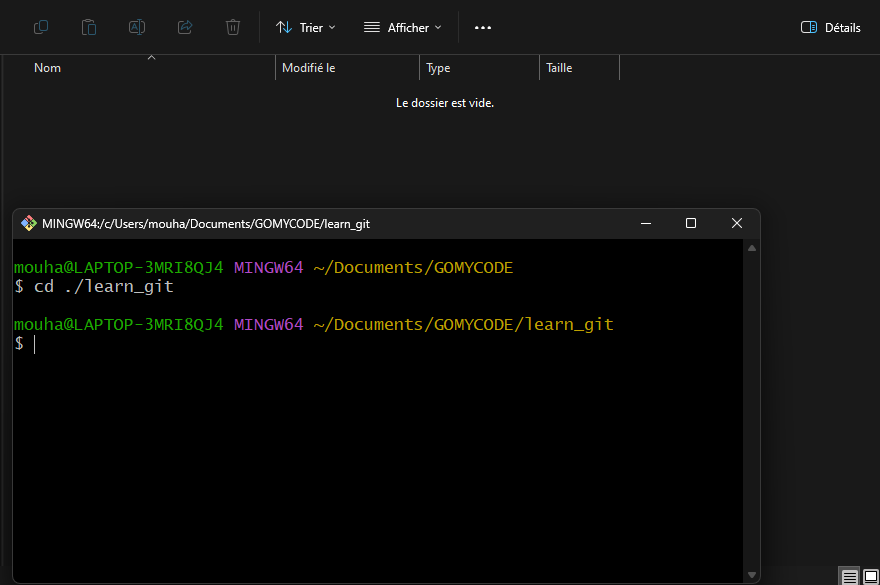 Trier Afficher ••• Détails
Nom Modifié le Type Taille
Le dossier est vide.
MINGW64:/c/Users/mouha/Documents/GOMYCODE/learn_git
mouha@LAPTOP-3MRI8QJ4 MINGW64 ~/Documents/GOMYCODE
$ cd ./learn_git
mouha@LAPTOP-3MRI8QJ4 MINGW64 ~/Documents/GOMYCODE/learn_git
$